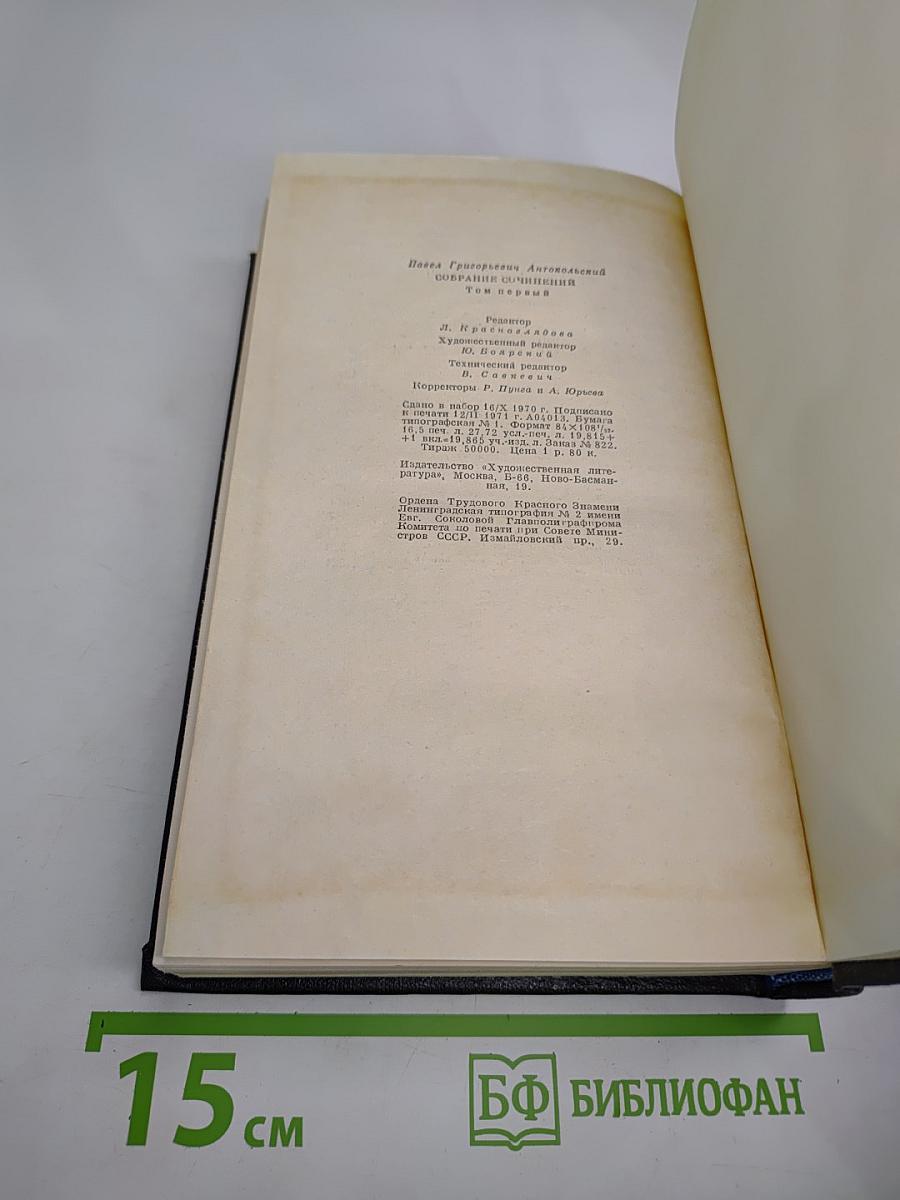 Павел Григорьевич Антокольский
СОБРАНИЕ СОЧИНЕНИЙ
Том первый
Редактор
Л. Красноглядова
Художественный редактор
Ю. Боярский
Технический редактор
В. Савкевич
Корректоры Р. Пунга и А. Юрьева
Сдано в набор 16/X 1970 г. Подписано
к печати 12/II 1971 г. А04013. Бумага
типографская № 1. Формат 84×108¹/₃₂.
16,5 печ. л. 27,72 усл.-печ. л. 19,815+
+1 вкл.=19,865 уч.-изд. л. Заказ № 822.
Тираж 50000. Цена 1 р. 80 к.
Издательство «Художественная лите-
ратура», Москва, Б-66, Ново-Басман-
ная, 19.
Ордена Трудового Красного Знамени
Ленинградская типография № 2 имени
Евг. Соколовой Главполиграфпрома
Комитета по печати при Совете Мини-
стров СССР. Измайловский пр., 29.
15 см
БФ БИБЛИОФАН